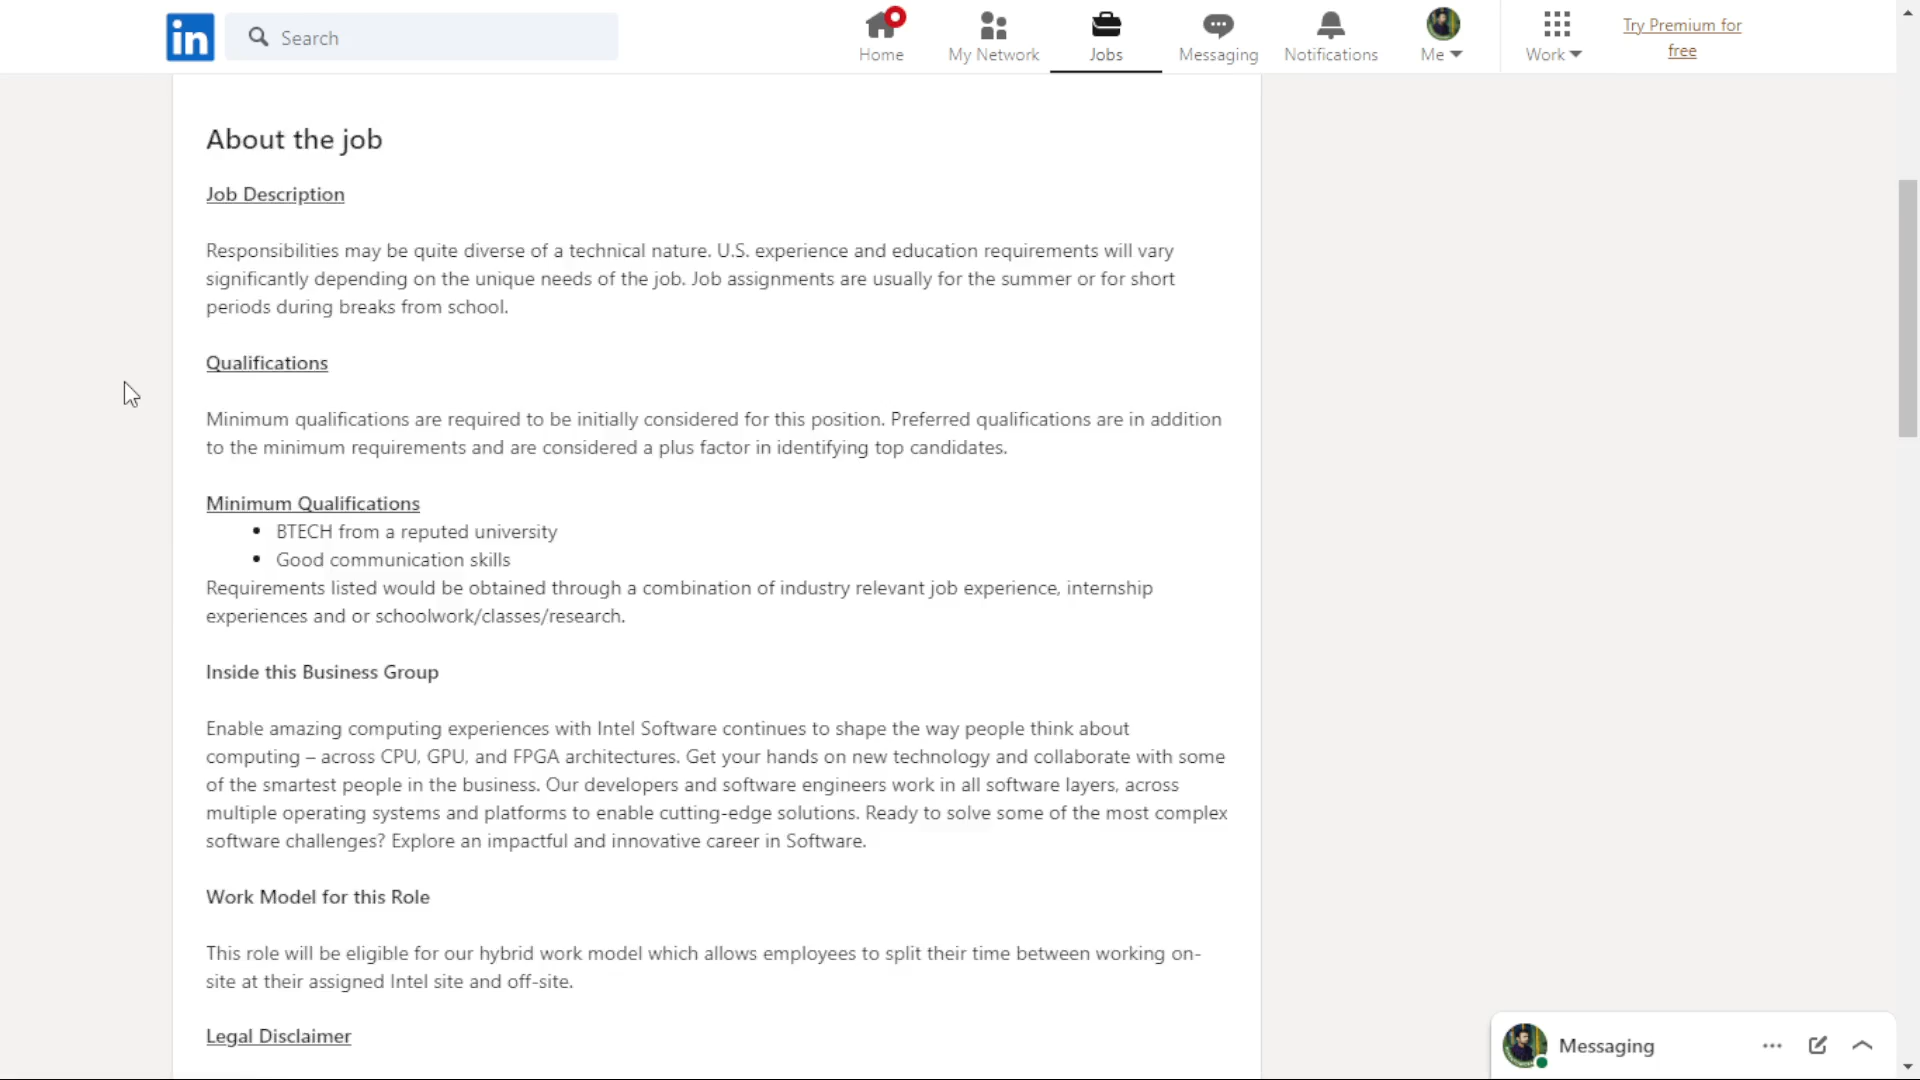 in
Search
Home
My Network
Jobs
Messaging
Notifications
Me
Work
Try Premium for
free
About the job
Job Description
Responsibilities may be quite diverse of a technical nature. U.S. experience and education requirements will vary
significantly depending on the unique needs of the job. Job assignments are usually for the summer or for short
periods during breaks from school.
Qualifications
Minimum qualifications are required to be initially considered for this position. Preferred qualifications are in addition
to the minimum requirements and are considered a plus factor in identifying top candidates.
Minimum Qualifications
• BTECH from a reputed university
• Good communication skills
Requirements listed would be obtained through a combination of industry relevant job experience, internship
experiences and or schoolwork/classes/research.
Inside this Business Group
Enable amazing computing experiences with Intel Software continues to shape the way people think about
computing – across CPU, GPU, and FPGA architectures. Get your hands on new technology and collaborate with some
of the smartest people in the business. Our developers and software engineers work in all software layers, across
multiple operating systems and platforms to enable cutting-edge solutions. Ready to solve some of the most complex
software challenges? Explore an impactful and innovative career in Software.
Work Model for this Role
This role will be eligible for our hybrid work model which allows employees to split their time between working on-
site at their assigned Intel site and off-site.
Legal Disclaimer
Messaging